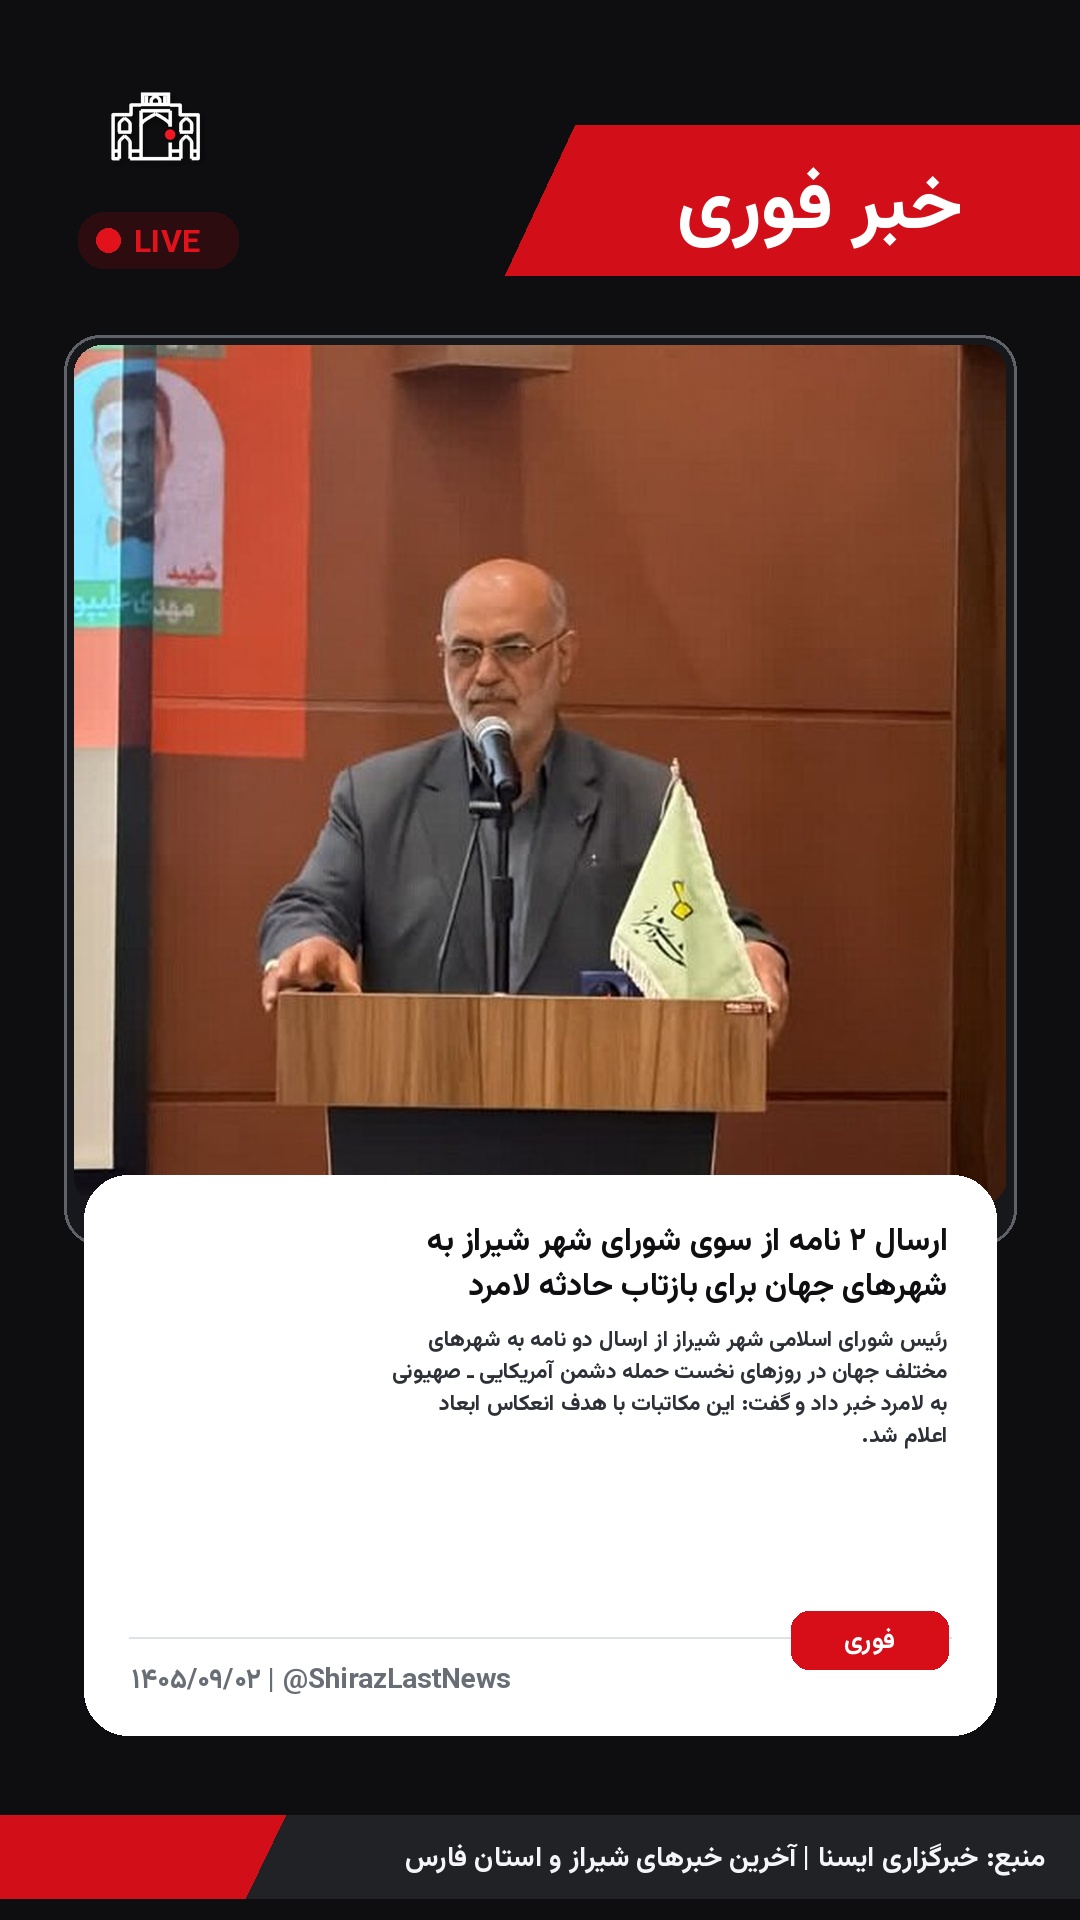 خبر فوری
LIVE
شهید
ارسال ۲ نامه از سوی شورای شهر شیراز به
شهرهای جهان برای بازتاب حادثه لامرد
رئیس شورای اسلامی شهر شیراز از ارسال دو نامه به شهرهای
مختلف جهان در روزهای نخست حمله دشمن آمریکایی ـ صهیونی
به لامرد خبر داد و گفت: این مکاتبات با هدف انعکاس ابعاد
اعلام شد.
فوری
۱۴۰۵/۰۹/۰۲ | @ShirazLastNews
منبع: خبرگزاری ایسنا | آخرین خبرهای شیراز و استان فارس